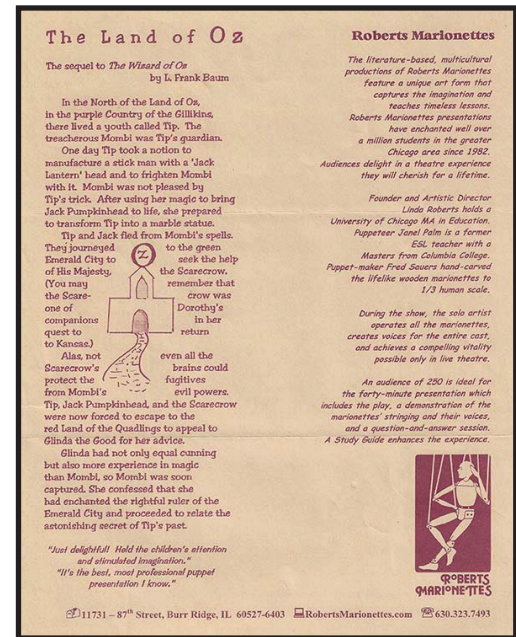 The Land of Oz
The sequel to The Wizard of Oz
by L. Frank Baum
In the North of the Land of Oz,
in the purple Country of the Gillikins,
there lived a youth called Tip. The
treacherous Mombi was Tip's guardian.
One day Tip took a notion to
manufacture a stick man with a 'Jack
Lantern' head and to frighten Mombi
with it. Mombi was not pleased by
Tip's trick. After using her magic to bring
Jack Pumpkinhead to life, she prepared
to transform Tip into a marble statue.
Tip and Jack fled from Mombi's spells.
They journeyed to the green
Emerald City to seek the help
of His Majesty, the Scarecrow.
(You may remember that
the Scare- crow was
one of Dorothy's
companions in her
quest to return
to Kansas.)
Alas, not even all the
Scarecrow's brains could
protect the fugitives
from Mombi's evil powers.
Tip, Jack Pumpkinhead, and the Scarecrow
were now forced to escape to the
red Land of the Quadlings to appeal to
Glinda the Good for her advice.
Glinda had not only equal cunning
but also more experience in magic
than Mombi, so Mombi was soon
captured. She confessed that she
had enchanted the rightful ruler of the
Emerald City and proceeded to relate the
astonishing secret of Tip's past.
"Just delightful! Held the children's attention
and stimulated imagination."
"It's the best, most professional puppet
presentation I know."
OZ
Roberts Marionettes
The literature-based, multicultural
productions of Roberts Marionettes
feature a unique art form that
captures the imagination and
teaches timeless lessons.
Roberts Marionettes presentations
have enchanted well over
a million students in the greater
Chicago area since 1982.
Audiences delight in a theatre experience
they will cherish for a lifetime.
Founder and Artistic Director
Linda Roberts holds a
University of Chicago MA in Education.
Puppeteer Janel Palm is a former
ESL teacher with a
Masters from Columbia College.
Puppet-maker Fred Sauers hand-carved
the lifelike wooden marionettes to
1/3 human scale.
During the show, the solo artist
operates all the marionettes,
creates voices for the entire cast,
and achieves a compelling vitality
possible only in live theatre.
An audience of 250 is ideal for
the forty-minute presentation which
includes the play, a demonstration of the
marionettes' stringing and their voices,
and a question-and-answer session.
A Study Guide enhances the experience.
ROBERTS
MARIONETTES
11731 – 87th Street, Burr Ridge, IL 60527-6403 RobertsMarionettes.com 630.323.7493